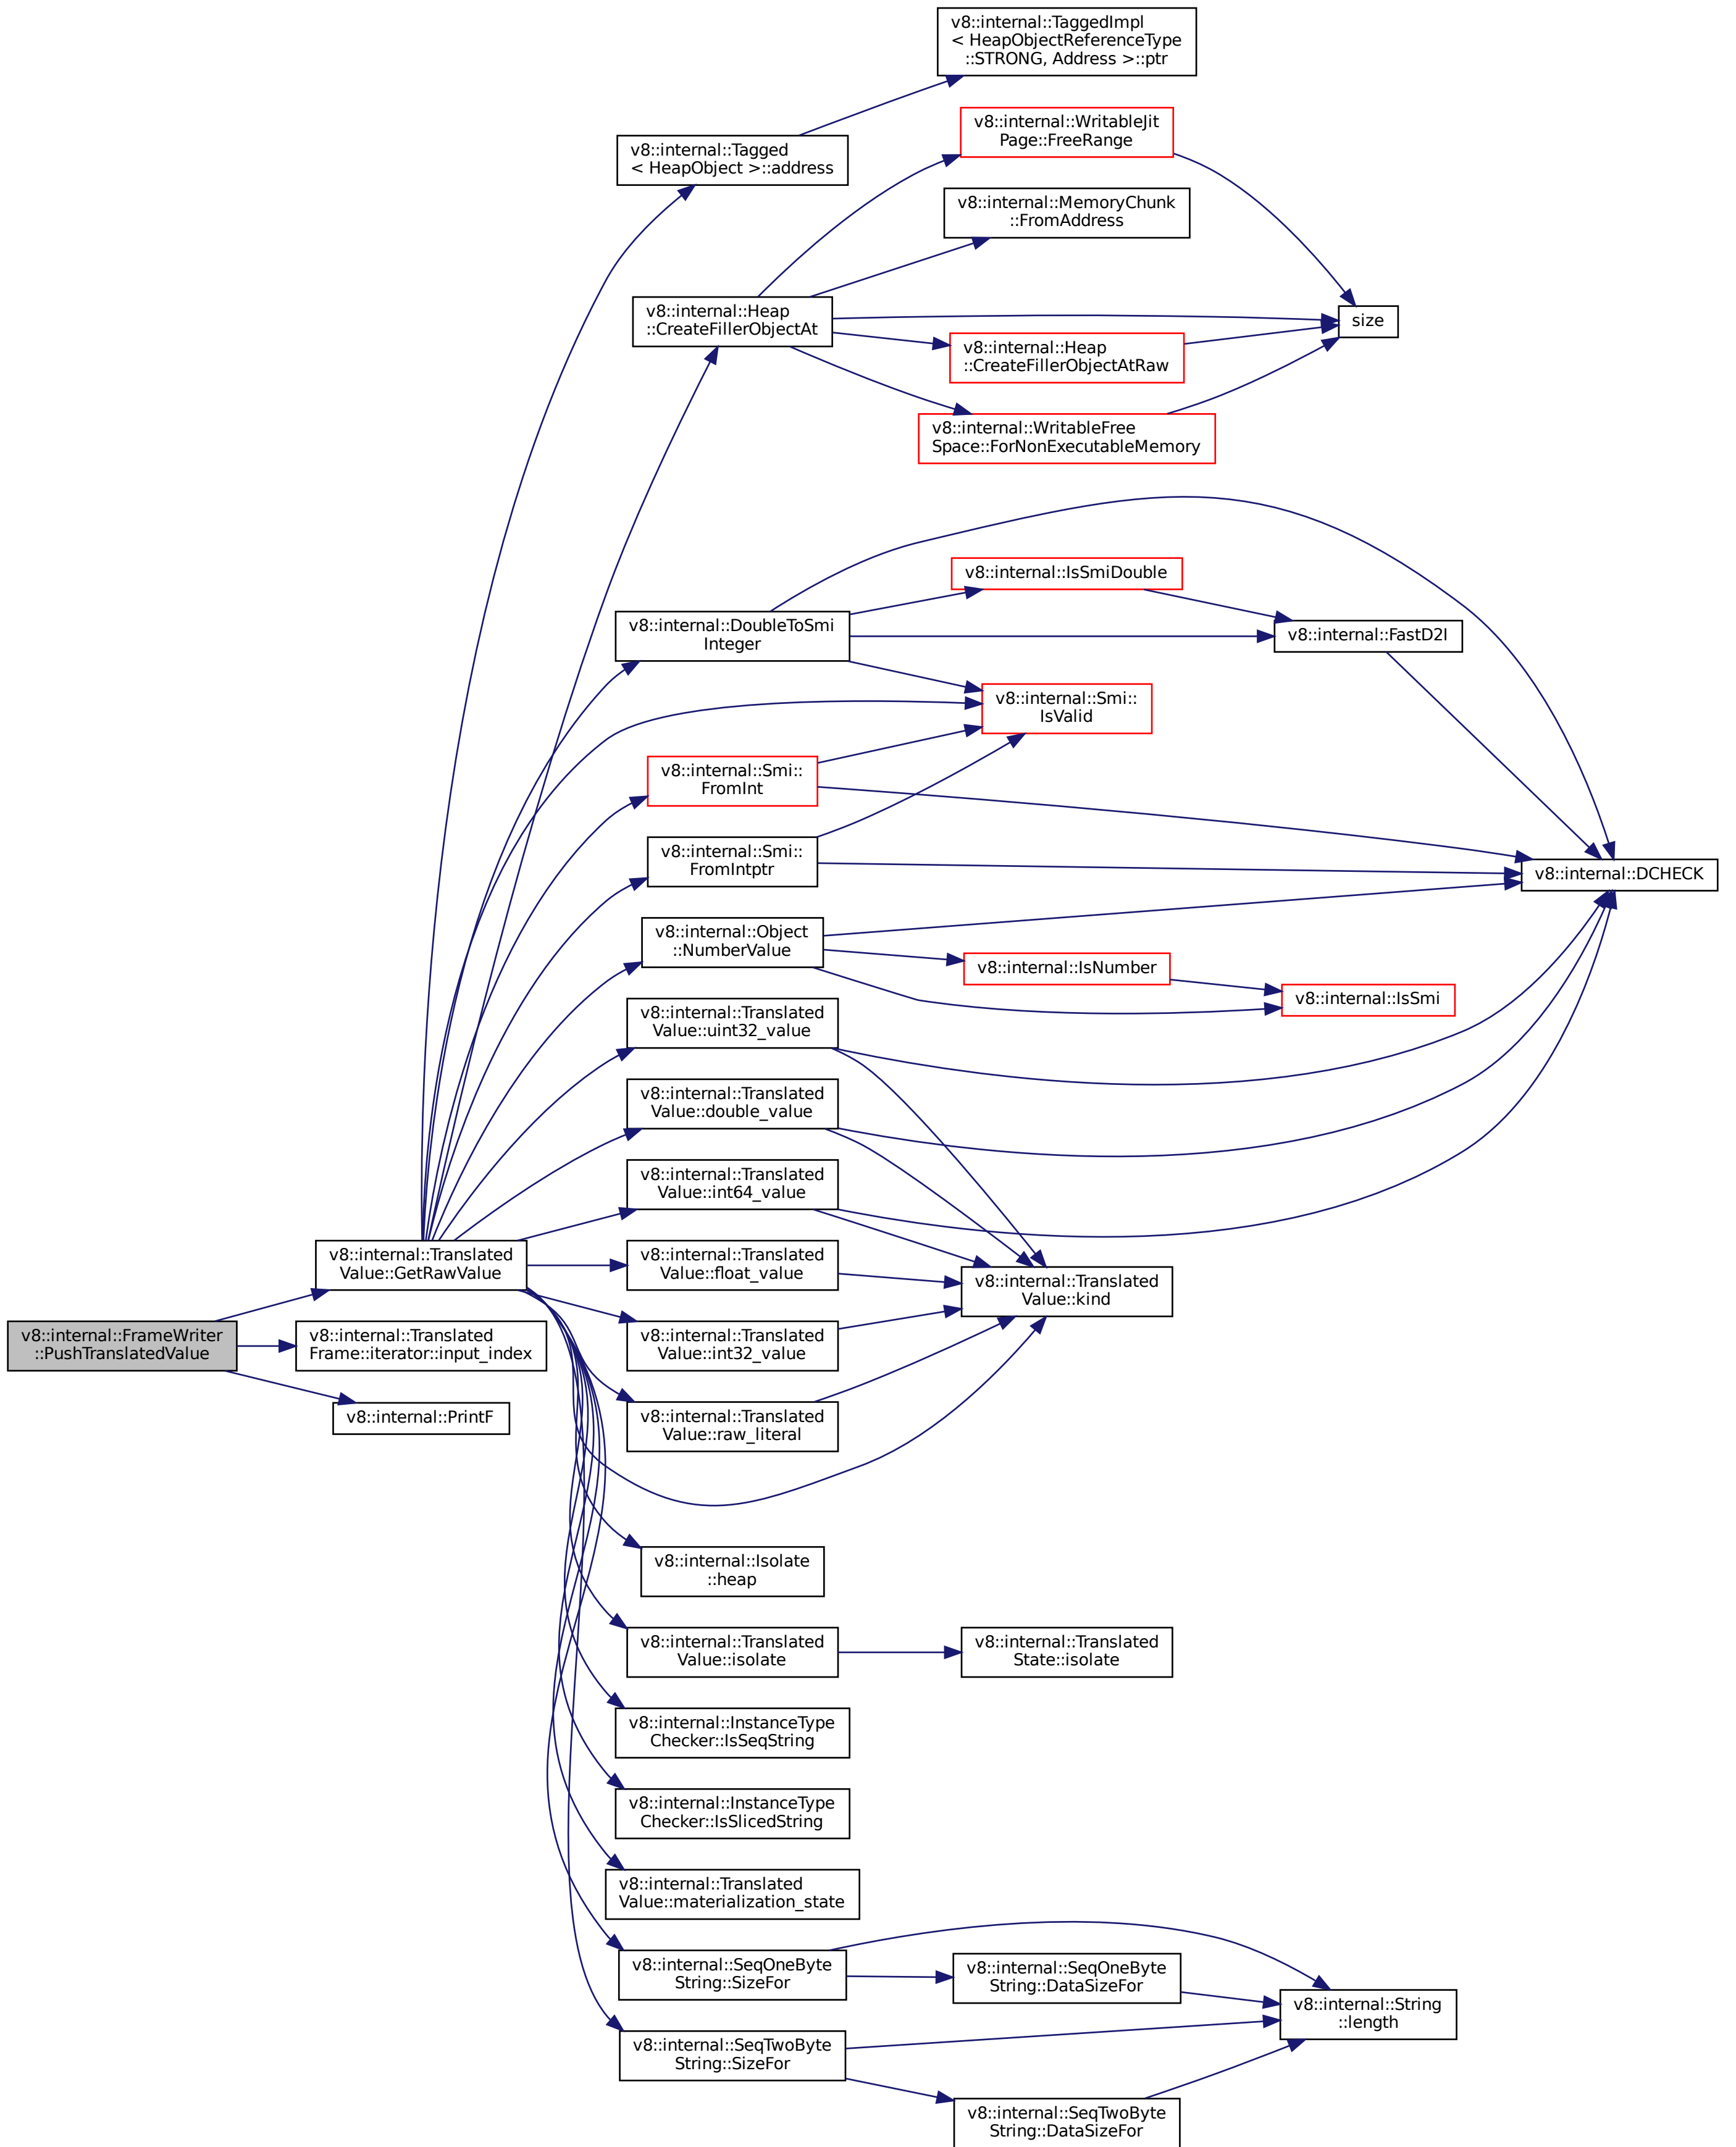 v8::internal::TaggedImpl
< HeapObjectReferenceType
::STRONG, Address >::ptr
v8::internal::Tagged
< HeapObject >::address
v8::internal::WritableJit
Page::FreeRange
v8::internal::MemoryChunk
::FromAddress
v8::internal::Heap
::CreateFillerObjectAt
size
v8::internal::Heap
::CreateFillerObjectAtRaw
v8::internal::WritableFree
Space::ForNonExecutableMemory
v8::internal::IsSmiDouble
v8::internal::DoubleToSmi
Integer
v8::internal::FastD2I
v8::internal::Smi::
IsValid
v8::internal::Smi::
FromInt
v8::internal::Smi::
FromIntptr
v8::internal::DCHECK
v8::internal::Object
::NumberValue
v8::internal::IsNumber
v8::internal::IsSmi
v8::internal::Translated
Value::uint32_value
v8::internal::Translated
Value::double_value
v8::internal::Translated
Value::int64_value
v8::internal::Translated
Value::GetRawValue
v8::internal::Translated
Value::float_value
v8::internal::Translated
Value::kind
v8::internal::FrameWriter
::PushTranslatedValue
v8::internal::Translated
Frame::iterator::input_index
v8::internal::Translated
Value::int32_value
v8::internal::PrintF
v8::internal::Translated
Value::raw_literal
v8::internal::Isolate
::heap
v8::internal::Translated
Value::isolate
v8::internal::Translated
State::isolate
v8::internal::InstanceType
Checker::IsSeqString
v8::internal::InstanceType
Checker::IsSlicedString
v8::internal::Translated
Value::materialization_state
v8::internal::SeqOneByte
String::SizeFor
v8::internal::SeqOneByte
String::DataSizeFor
v8::internal::String
::length
v8::internal::SeqTwoByte
String::SizeFor
v8::internal::SeqTwoByte
String::DataSizeFor